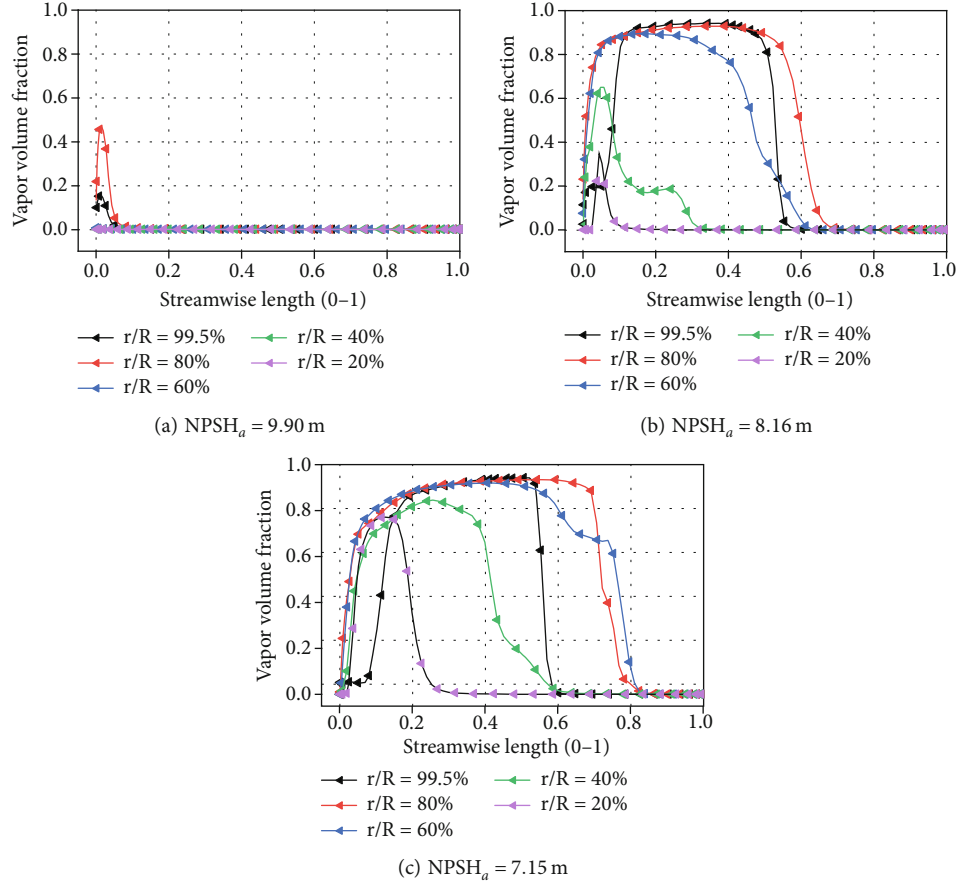 1.0
0.8
0.6
0.4
0.2
0.0
Vapor volume fraction
0.0 0.2 0.4 0.6 0.8 1.0
Streamwise length (0–1)
r/R = 99.5% r/R = 40%
r/R = 80% r/R = 20%
r/R = 60%
(a) NPSHₐ = 9.90 m
1.0
0.8
0.6
0.4
0.2
0.0
Vapor volume fraction
0.0 0.2 0.4 0.6 0.8 1.0
Streamwise length (0–1)
r/R = 99.5% r/R = 40%
r/R = 80% r/R = 20%
r/R = 60%
(b) NPSHₐ = 8.16 m
1.0
0.8
0.6
0.4
0.2
0.0
Vapor volume fraction
0.0 0.2 0.4 0.6 0.8 1.0
Streamwise length (0–1)
r/R = 99.5% r/R = 40%
r/R = 80% r/R = 20%
r/R = 60%
(c) NPSHₐ = 7.15 m